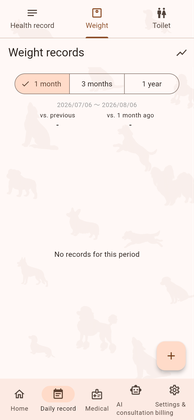 Health record
Weight
Toilet
Weight records
1 month
3 months
1 year
2026/07/06 〜 2026/08/06
vs. previous
vs. 1 month ago
-
-
No records for this period
+
Home
Daily record
Medical
AI consultation
Settings & billing